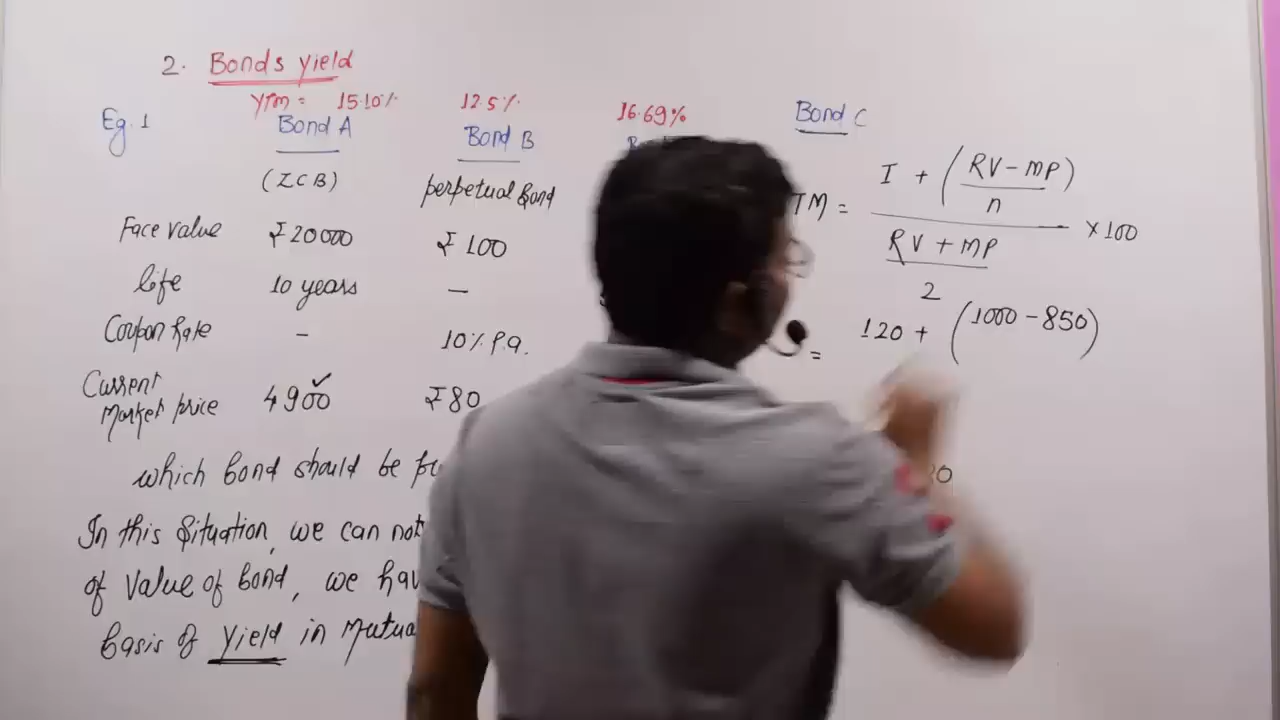 2. Bonds yield
YTM = 15.10% 12.5% 16.69%
Eg. 1 Bond A Bond B Bond C
(ZCB) perpetual Bond
Face value ₹20000 ₹100
life 10 years —
Coupon Rate - 10% P.a.
Current Market price 4900 ✓ ₹80
which bond should be
In this situation, we can not
of value of bond, we
basis of yield in
TM = I + (RV - MP)
n
RV + MP
2
× 100
= 120 + (1000 - 850)